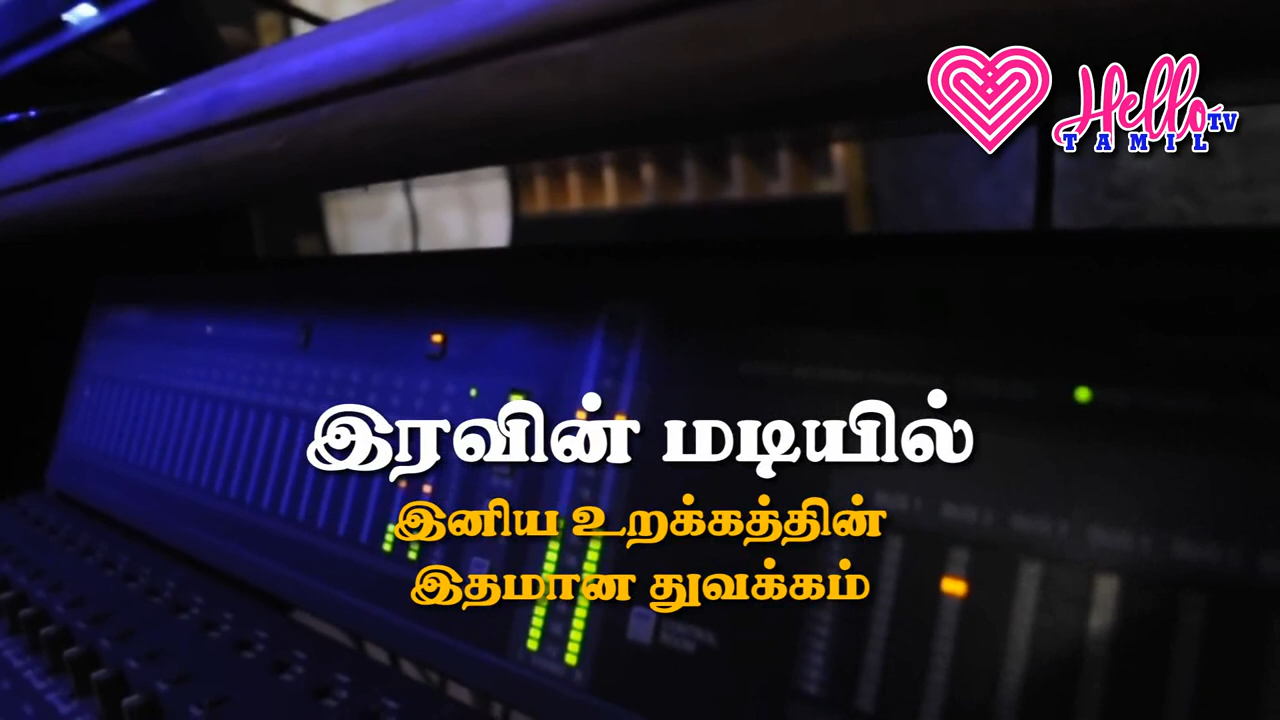 Hello TV
TAMIL
இரவின் மடியில்
இனிய உறக்கத்தின்
இதமான துவக்கம்